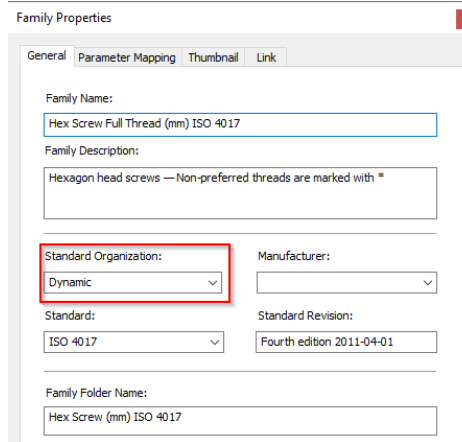 Family Properties
General Parameter Mapping Thumbnail Link
Family Name:
Hex Screw Full Thread (mm) ISO 4017
Family Description:
Hexagon head screws — Non-preferred threads are marked with *
Standard Organization: Manufacturer:
Dynamic
Standard: Standard Revision:
ISO 4017 Fourth edition 2011-04-01
Family Folder Name:
Hex Screw (mm) ISO 4017